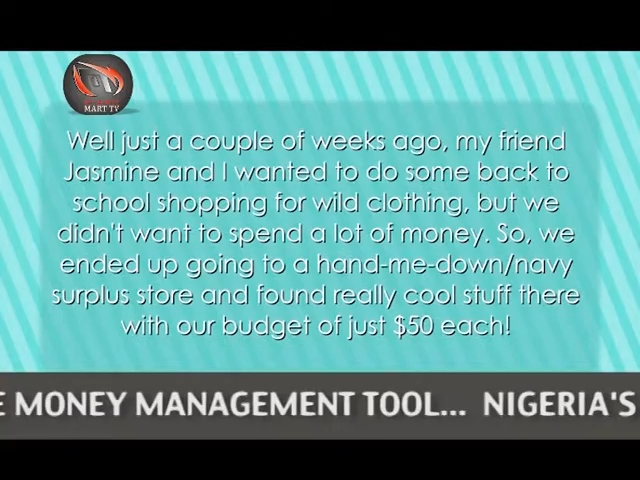 MART TV
Well just a couple of weeks ago, my friend
Jasmine and I wanted to do some back to
school shopping for wild clothing, but we
didn't want to spend a lot of money. So, we
ended up going to a hand-me-down/navy
surplus store and found really cool stuff there
with our budget of just $50 each!
E MONEY MANAGEMENT TOOL... NIGERIA'S